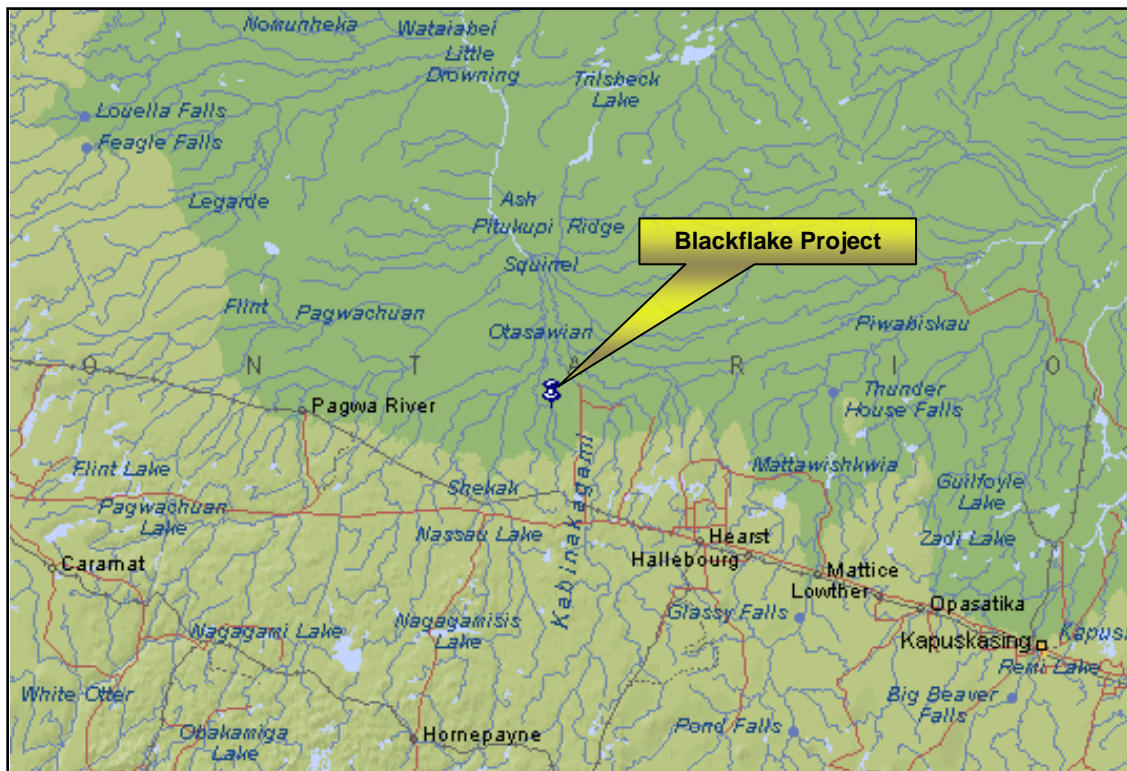 Nomunheka
Wataiabei
Little
Drowning
Trilsbeck
Lake
Louella Falls
Feagle Falls
Legarde
Ash
Pitukupi Ridge
Blackflake Project
Squirrel
Flint
Pagwachuan
Otasawian
Piwabiskau
O N T A R I O
Pagwa River
Thunder
House Falls
Flint Lake
Mattawishkwia
Shekak
Guilfoyle
Lake
Pagwachuan
Lake
Nassau Lake
Kabinakagami
Hearst
Zadi Lake
Hallebourg
Caramat
Mattice
Lowther
Opasatika
Glassy Falls
Nagagami Lake
Nagagamisis
Lake
Kapuskasing
Kapusk
Remi Lake
White Otter
Big Beaver
Falls
Obakamiga
Lake
Hornepayne
Pond Falls